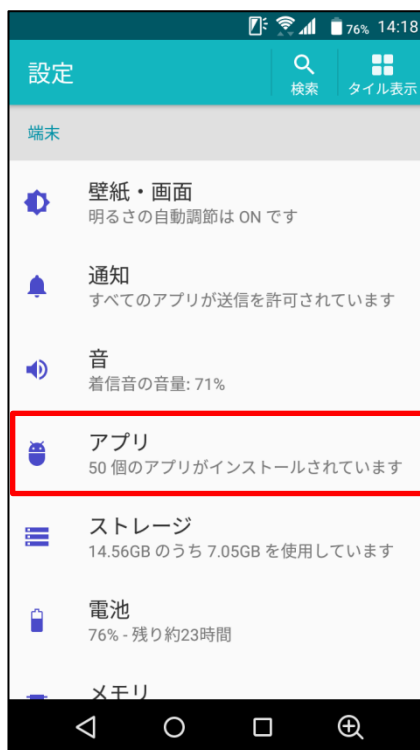 76% 14:18
設定
検索
タイル表示
端末
壁紙・画面
明るさの自動調節は ON です
通知
すべてのアプリが送信を許可されています
音
着信音の音量: 71%
アプリ
50 個のアプリがインストールされています
ストレージ
14.56GB のうち 7.05GB を使用しています
電池
76% - 残り約23時間
メモリ